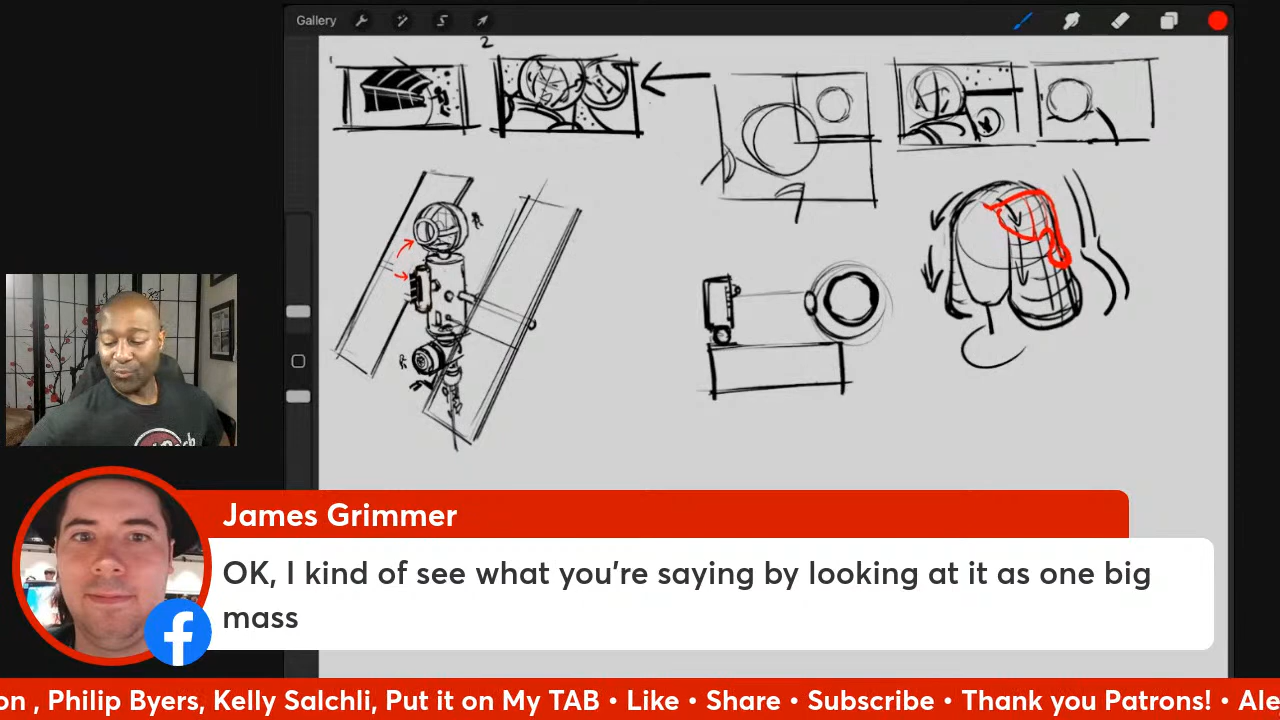 Gallery
2
James Grimmer
OK, I kind of see what you're saying by looking at it as one big
mass
on , Philip Byers, Kelly Salchli, Put it on My TAB • Like • Share • Subscribe • Thank you Patrons! • Ale